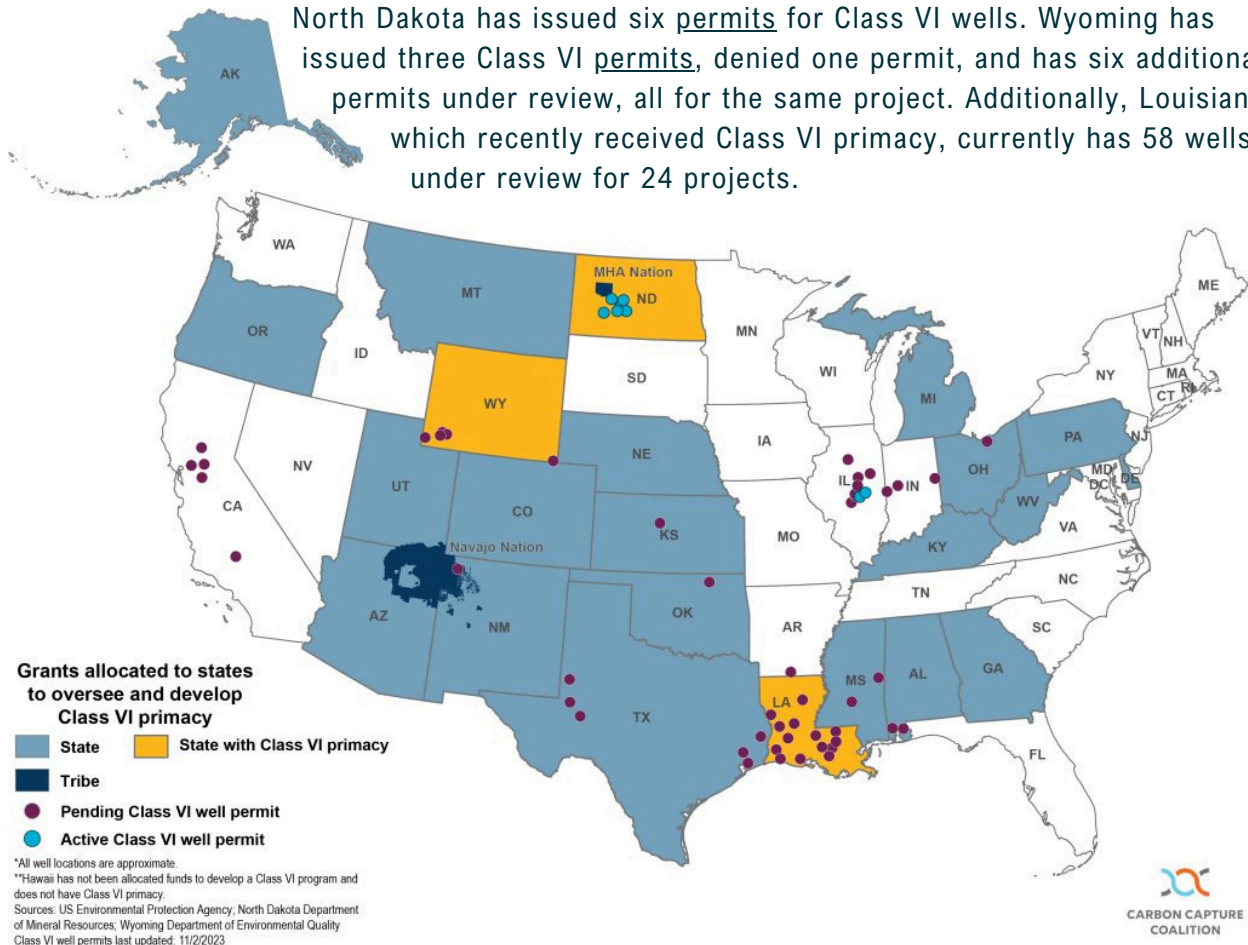 North Dakota has issued six permits for Class VI wells. Wyoming has
issued three Class VI permits, denied one permit, and has six additiona
permits under review, all for the same project. Additionally, Louisian
which recently received Class VI primacy, currently has 58 wells
under review for 24 projects.
AK
WA
MT
MHA Nation
ND
MN
ME
OR
ID
SD
WI
VT
NH
NY
MA
CT
RI
MI
WY
IA
PA
NJ
NE
OH
MD
DE
DC
NV
UT
IL
IN
WV
CA
CO
VA
KS
MO
KY
Navajo Nation
NC
TN
OK
AZ
NM
AR
SC
MS
AL
GA
LA
TX
FL
Grants allocated to states
to oversee and develop
Class VI primacy
State
State with Class VI primacy
Tribe
Pending Class VI well permit
Active Class VI well permit
*All well locations are approximate.
**Hawaii has not been allocated funds to develop a Class VI program and
does not have Class VI primacy.
Sources: US Environmental Protection Agency; North Dakota Department
of Mineral Resources; Wyoming Department of Environmental Quality
Class VI well permits last updated: 11/2/2023
CARBON CAPTURE
COALITION